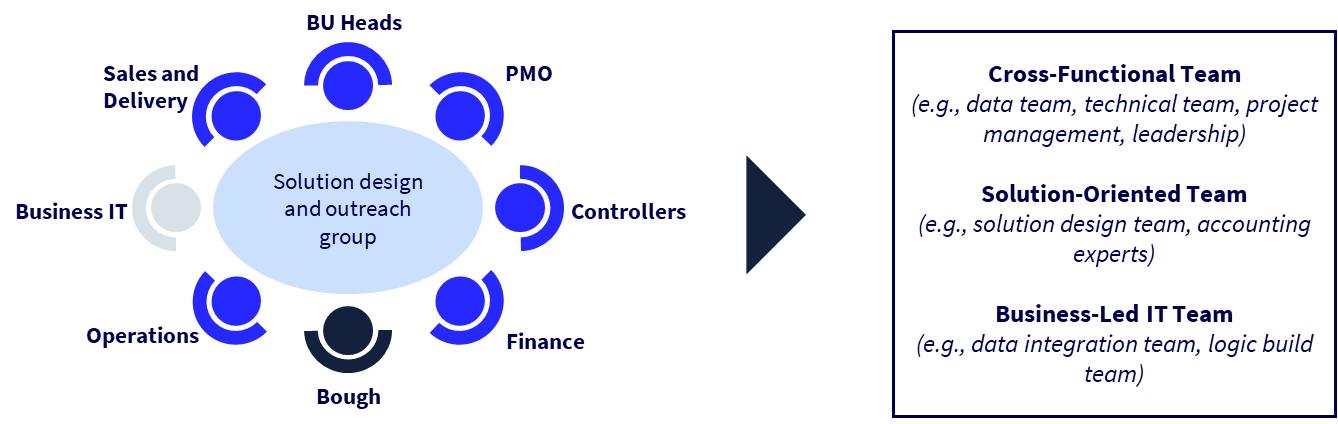 BU Heads
Sales and
Delivery
PMO
Business IT
Solution design
and outreach
group
Controllers
Operations
Finance
Bough
Cross-Functional Team
(e.g., data team, technical team, project
management, leadership)
Solution-Oriented Team
(e.g., solution design team, accounting
experts)
Business-Led IT Team
(e.g., data integration team, logic build
team)